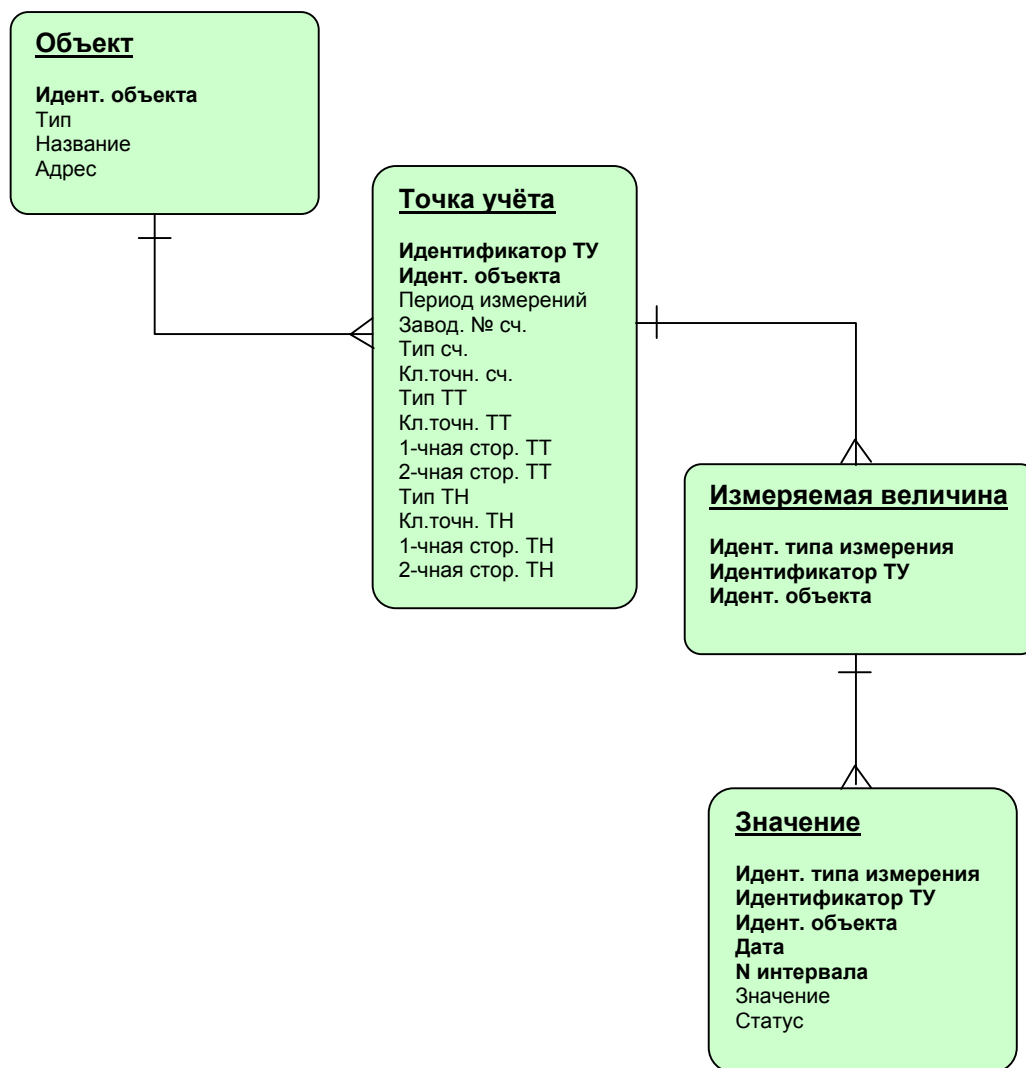 Объект
Идент. объекта
Тип
Название
Адрес
Точка учёта
Идентификатор ТУ
Идент. объекта
Период измерений
Завод. № сч.
Тип сч.
Кл.точн. сч.
Тип ТТ
Кл.точн. ТТ
1-чная стор. ТТ
2-чная стор. ТТ
Тип ТН
Кл.точн. ТН
1-чная стор. ТН
2-чная стор. ТН
Измеряемая величина
Идент. типа измерения
Идентификатор ТУ
Идент. объекта
Значение
Идент. типа измерения
Идентификатор ТУ
Идент. объекта
Дата
N интервала
Значение
Статус